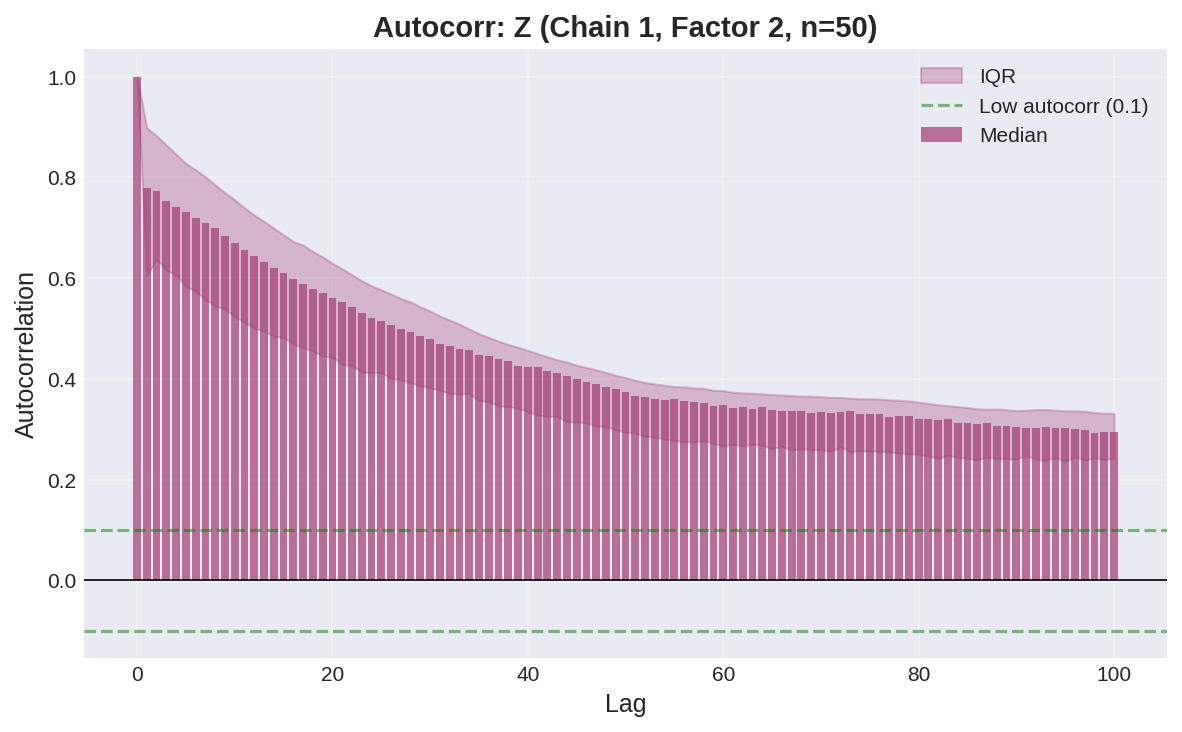 Autocorr: Z (Chain 1, Factor 2, n=50)
IQR
Low autocorr (0.1)
Median
Autocorrelation
1.0
0.8
0.6
0.4
0.2
0.0
0 20 40 60 80 100
Lag